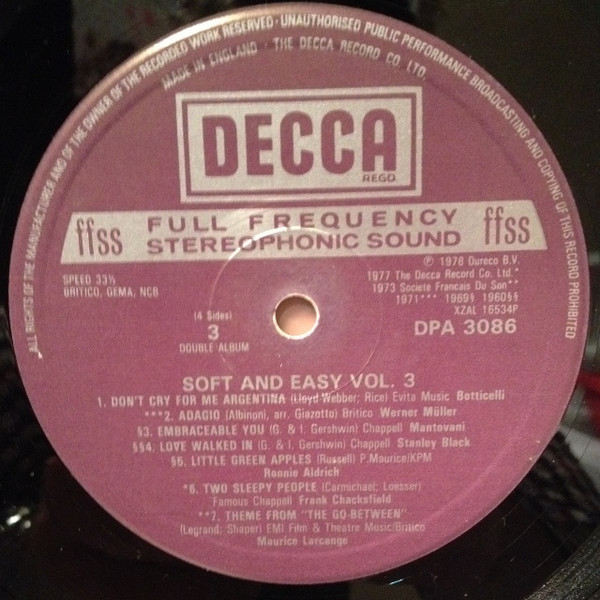 ALL RIGHTS OF THE MANUFACTURER AND OF THE OWNER OF THE RECORDED WORK RESERVED · UNAUTHORISED PUBLIC PERFORMANCE BROADCASTING AND COPYING OF THIS RECORD PROHIBITED
MADE IN ENGLAND · THE DECCA RECORD CO. LTD.
DECCA
REGD.
ffss FULL FREQUENCY ffss
STEREOPHONIC SOUND
SPEED 33⅓
BRITICO, GEMA, NCB
℗ 1978 Dureco B.V.
1977 The Decca Record Co. Ltd.*
1973 Societe Francais Du Son**
1971*** 1969§ 1960§§
XZAL 16534P
(4 Sides)
3
DOUBLE ALBUM
DPA 3086
SOFT AND EASY VOL. 3
1. DON'T CRY FOR ME ARGENTINA (Lloyd Webber; Rice) Evita Music Botticelli
***2. ADAGIO (Albinoni, arr. Giazotto) Britico Werner Müller
§3. EMBRACEABLE YOU (G. & I. Gershwin) Chappell Mantovani
§§4. LOVE WALKED IN (G. & I. Gershwin) Chappell Stanley Black
§5. LITTLE GREEN APPLES (Russell) P.Maurice/KPM
Ronnie Aldrich
*6. TWO SLEEPY PEOPLE (Carmichael; Loesser)
Famous Chappell Frank Chacksfield
**7. THEME FROM "THE GO-BETWEEN"
(Legrand; Shaper) EMI Film & Theatre Music/Britico
Maurice Larcange